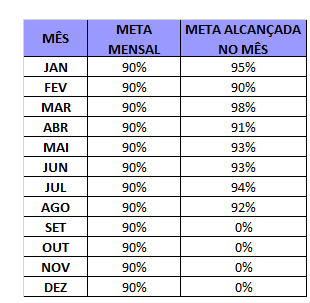 MÊS META MENSAL META ALCANÇADA NO MÊS
JAN 90% 95%
FEV 90% 90%
MAR 90% 98%
ABR 90% 91%
MAI 90% 93%
JUN 90% 93%
JUL 90% 94%
AGO 90% 92%
SET 90% 0%
OUT 90% 0%
NOV 90% 0%
DEZ 90% 0%